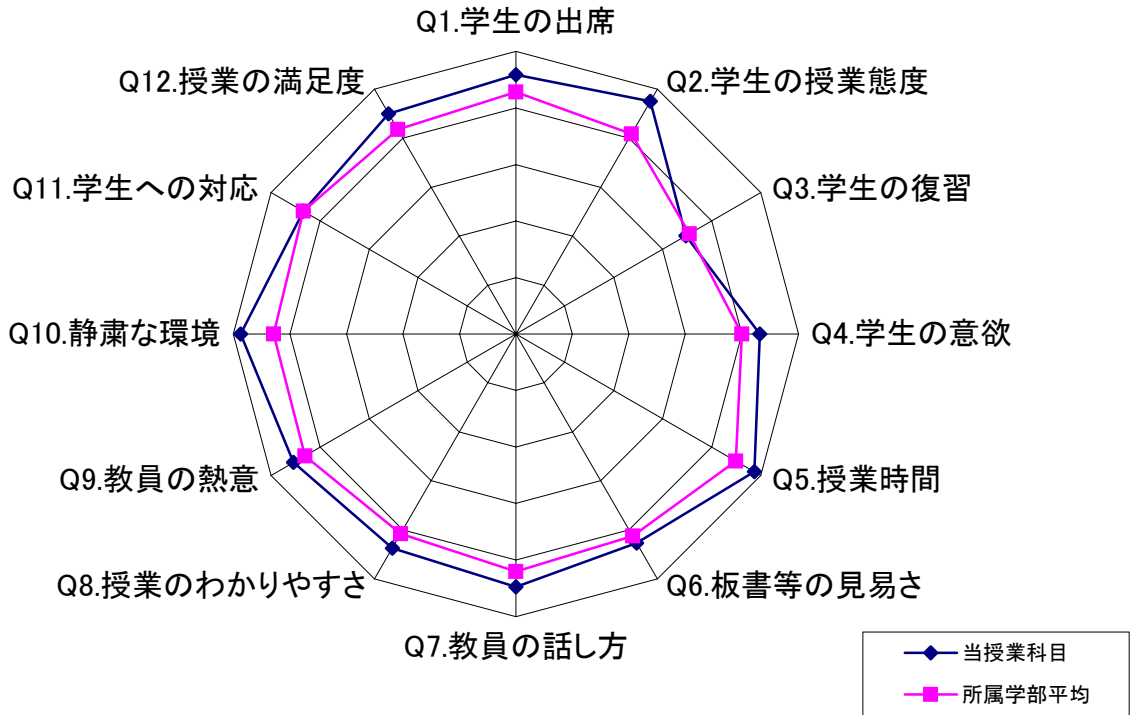 Q1.学生の出席
Q2.学生の授業態度
Q3.学生の復習
Q4.学生の意欲
Q5.授業時間
Q6.板書等の見易さ
Q7.教員の話し方
Q8.授業のわかりやすさ
Q9.教員の熱意
Q10.静粛な環境
Q11.学生への対応
Q12.授業の満足度
当授業科目
所属学部平均